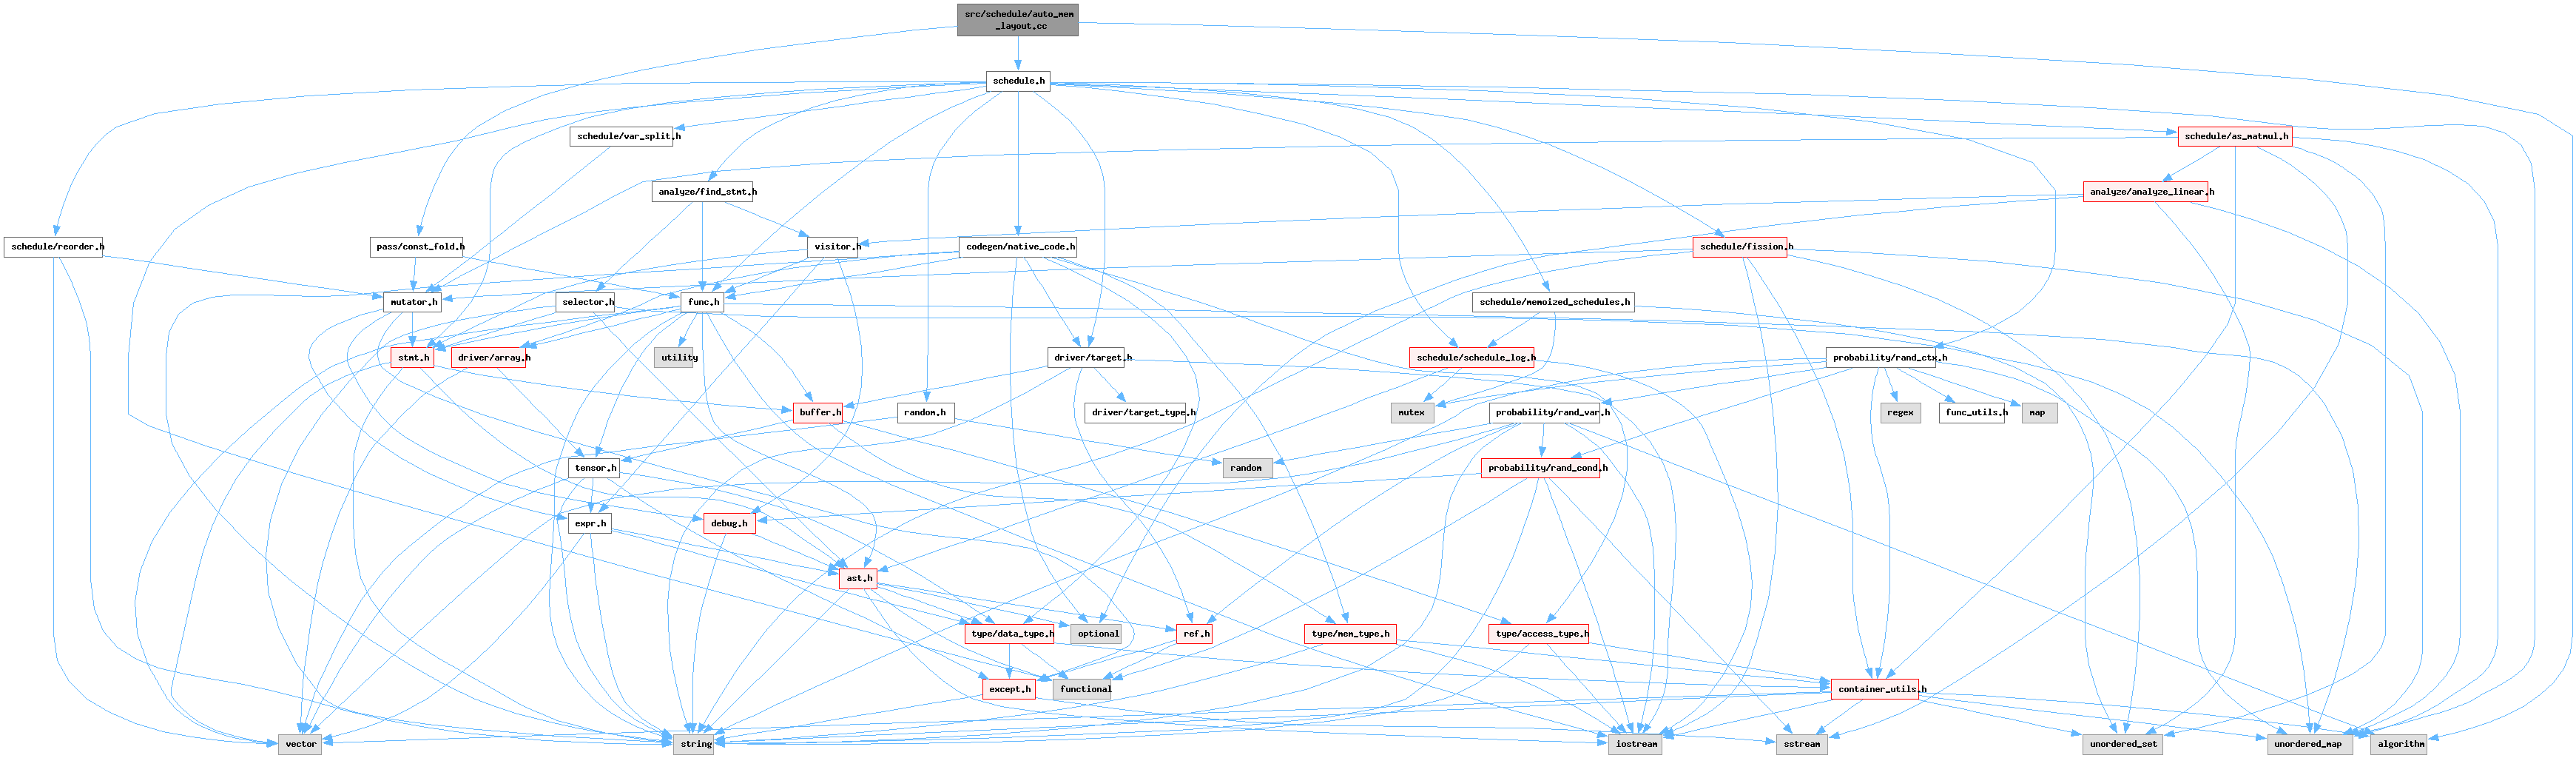 src/schedule/auto_mem
_layout.cc
schedule.h
schedule/var_split.h
schedule/as_matmul.h
analyze/find_stmt.h
analyze/analyze_linear.h
schedule/reorder.h
pass/const_fold.h
visitor.h
codegen/native_code.h
schedule/fission.h
mutator.h
selector.h
func.h
schedule/memoized_schedules.h
stmt.h
driver/array.h
utility
driver/target.h
schedule/schedule_log.h
probability/rand_ctx.h
buffer.h
random.h
driver/target_type.h
mutex
probability/rand_var.h
regex
func_utils.h
map
tensor.h
random
probability/rand_cond.h
expr.h
debug.h
ast.h
type/data_type.h
optional
ref.h
type/mem_type.h
type/access_type.h
except.h
functional
container_utils.h
vector
string
iostream
sstream
unordered_set
unordered_map
algorithm